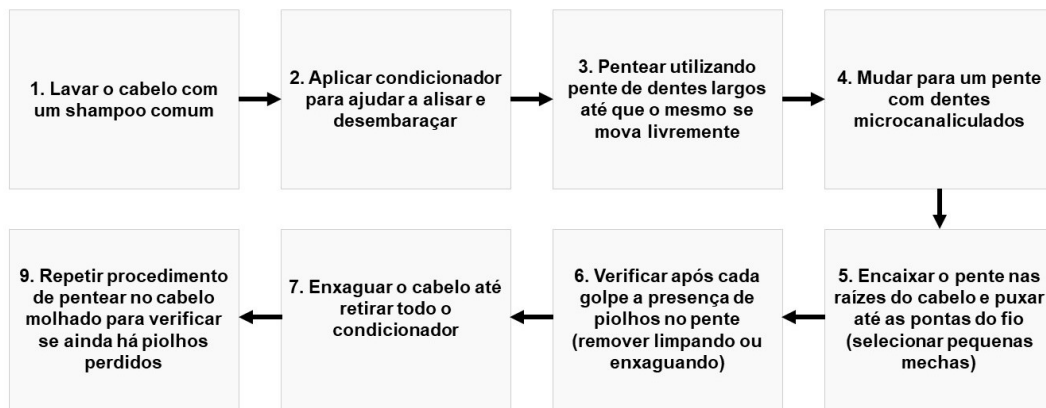 1. Lavar o cabelo com
um shampoo comum
2. Aplicar condicionador
para ajudar a alisar e
desembaraçar
3. Pentear utilizando
pente de dentes largos
até que o mesmo se
mova livremente
4. Mudar para um pente
com dentes
microcanaliculados
5. Encaixar o pente nas
raízes do cabelo e puxar
até as pontas do fio
(selecionar pequenas
mechas)
6. Verificar após cada
golpe a presença de
piolhos no pente
(remover limpando ou
enxaguando)
7. Enxaguar o cabelo até
retirar todo o
condicionador
9. Repetir procedimento
de pentear no cabelo
molhado para verificar
se ainda há piolhos
perdidos